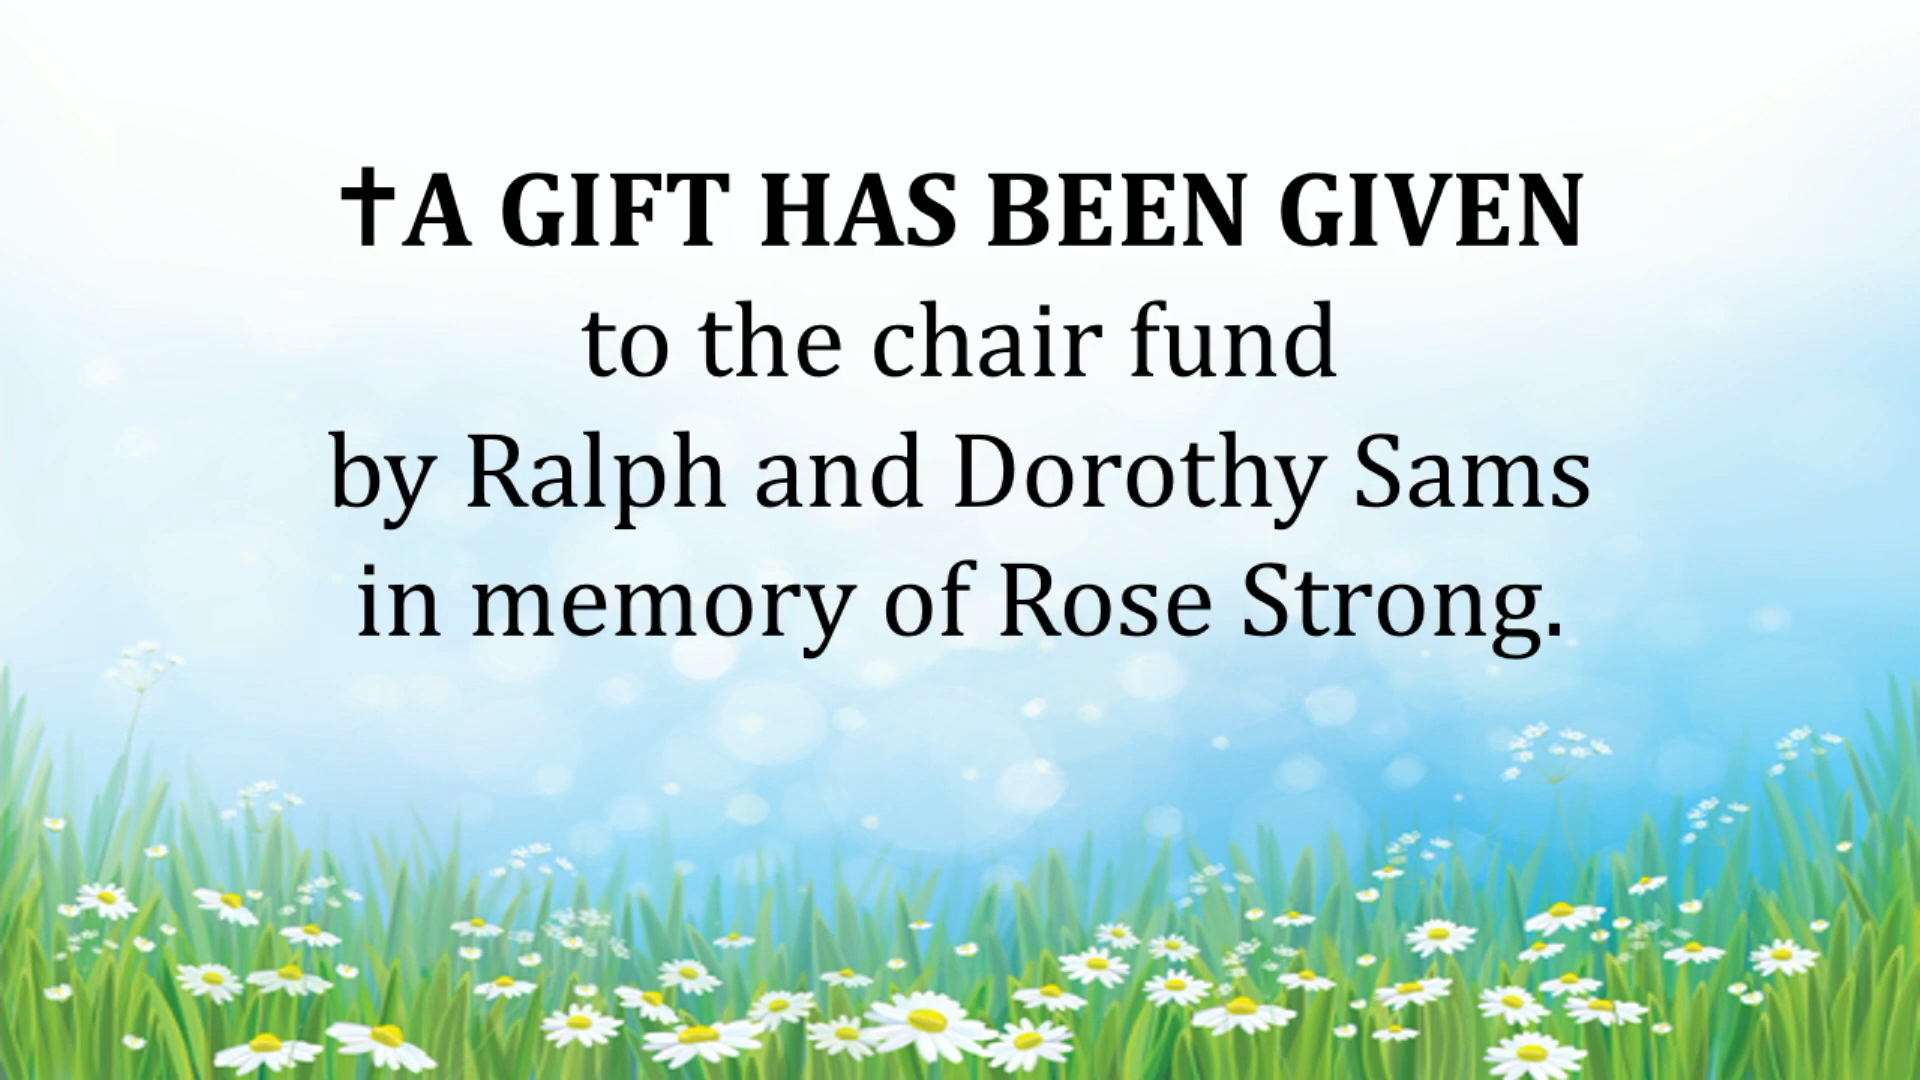 ✝A GIFT HAS BEEN GIVEN
to the chair fund
by Ralph and Dorothy Sams
in memory of Rose Strong.